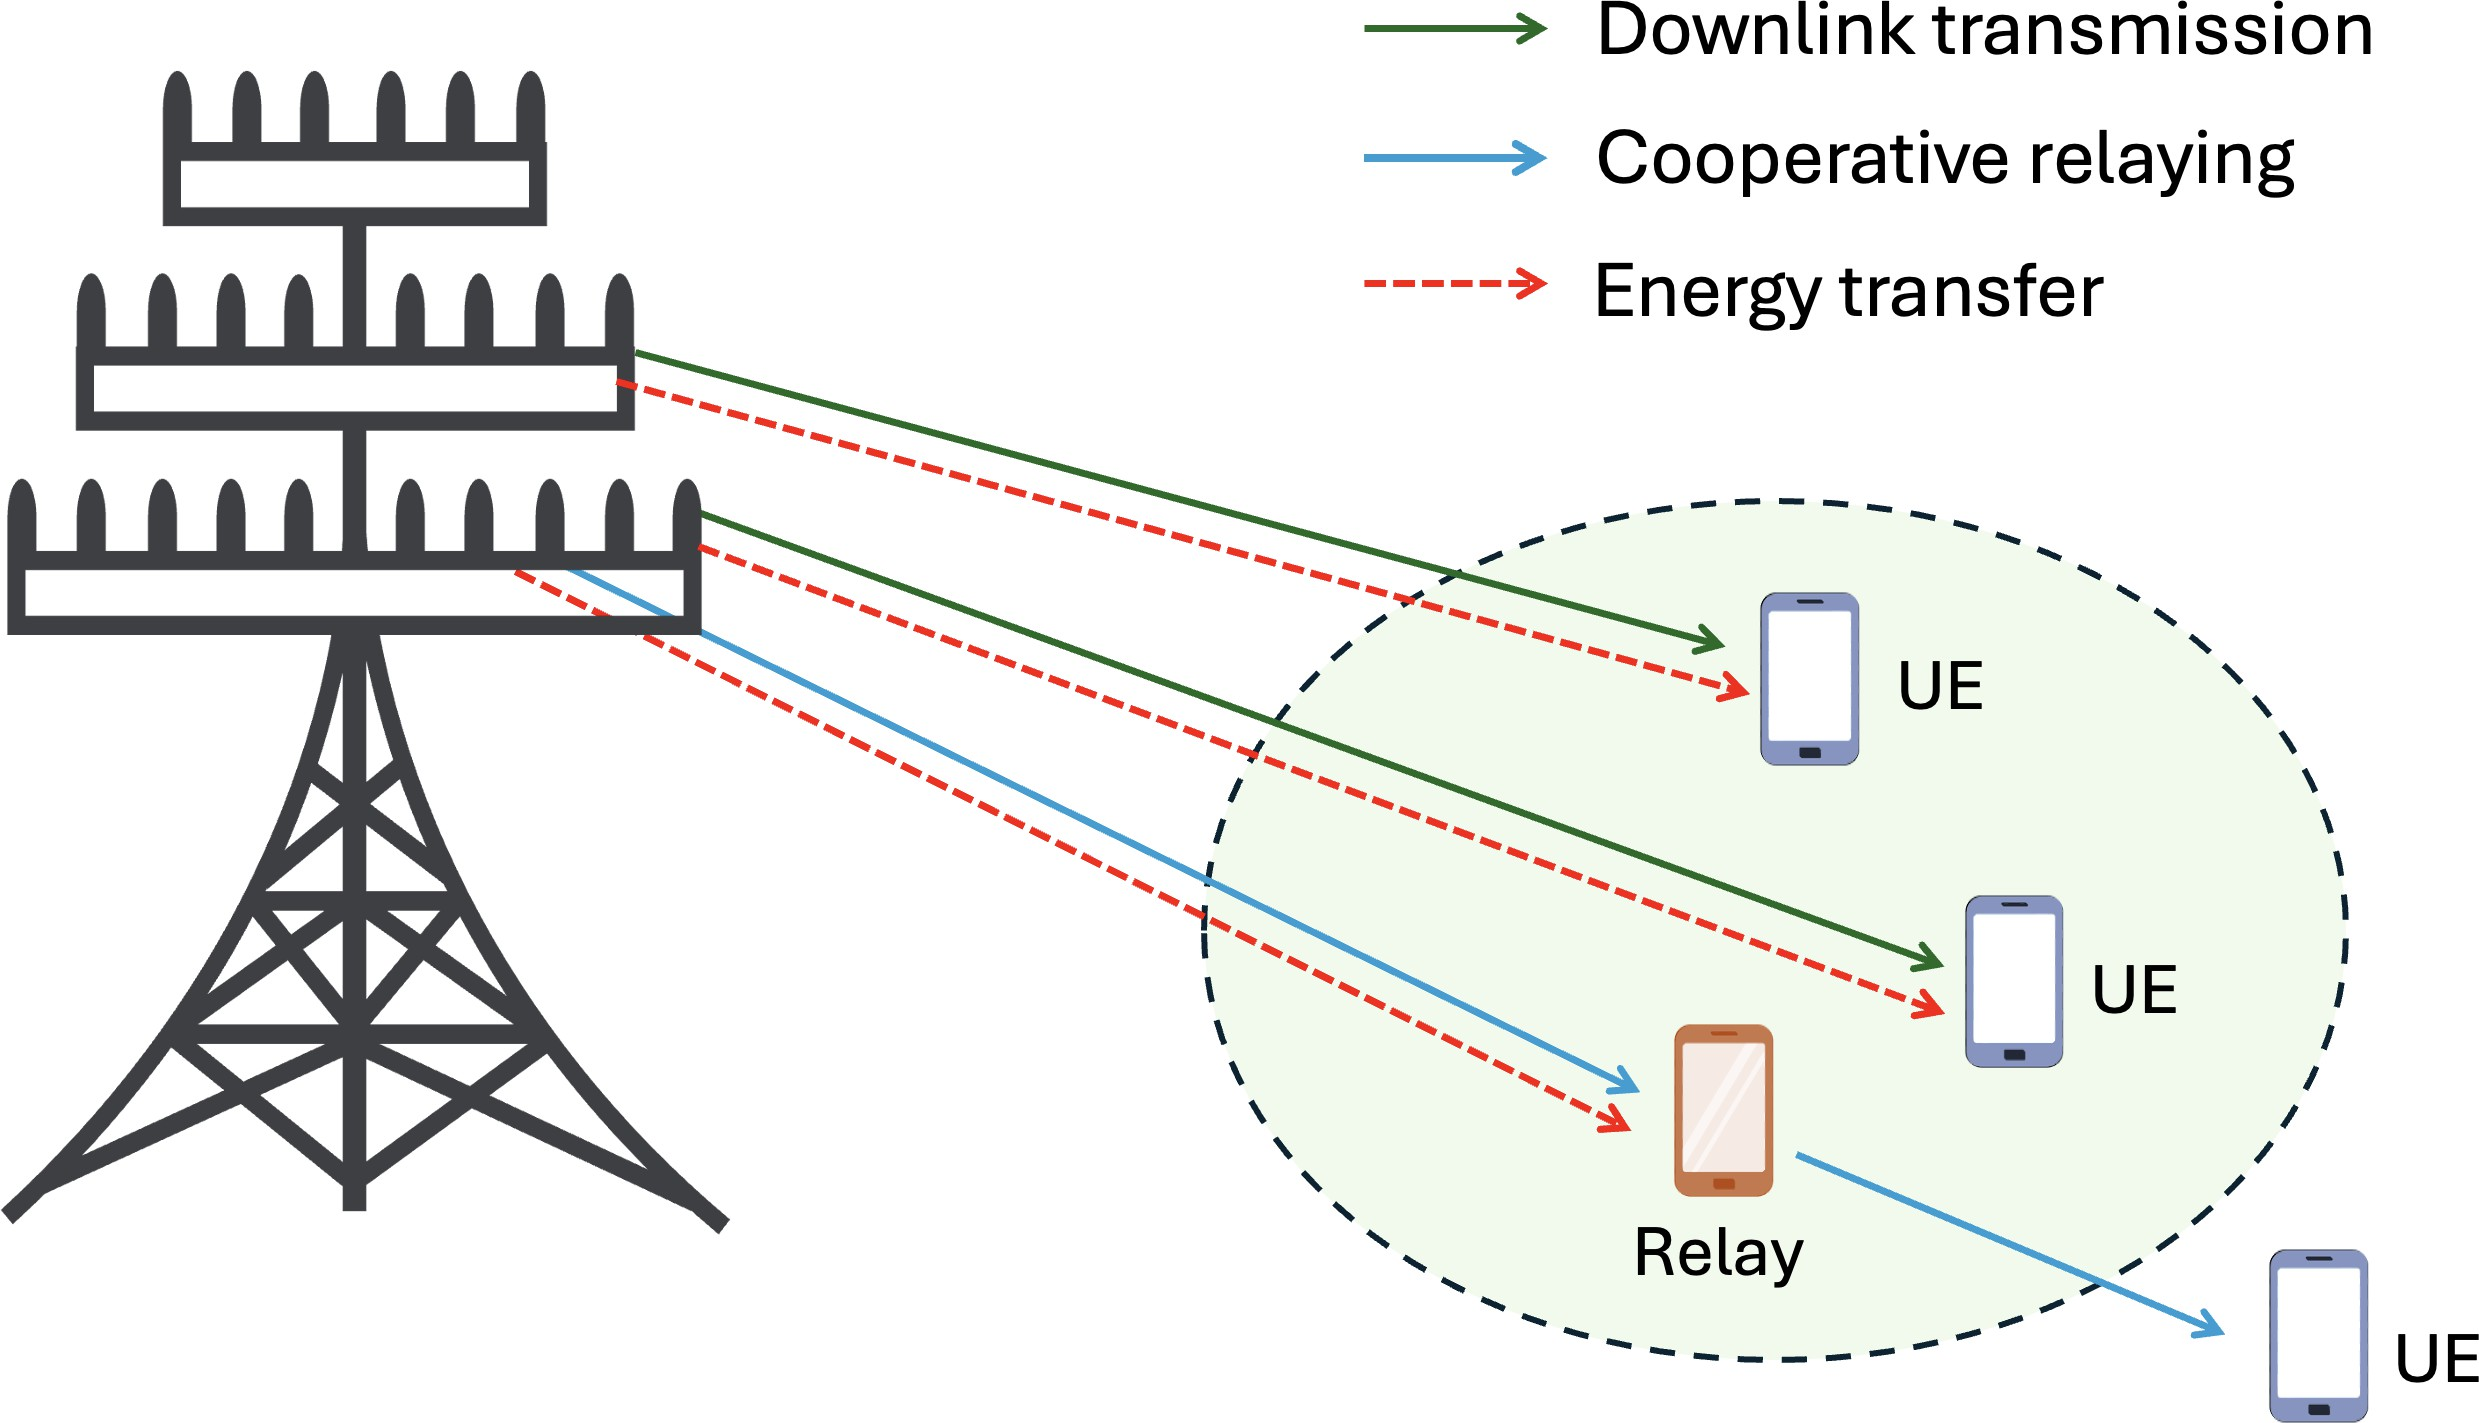 Downlink transmission
Cooperative relaying
Energy transfer
UE
UE
Relay
UE